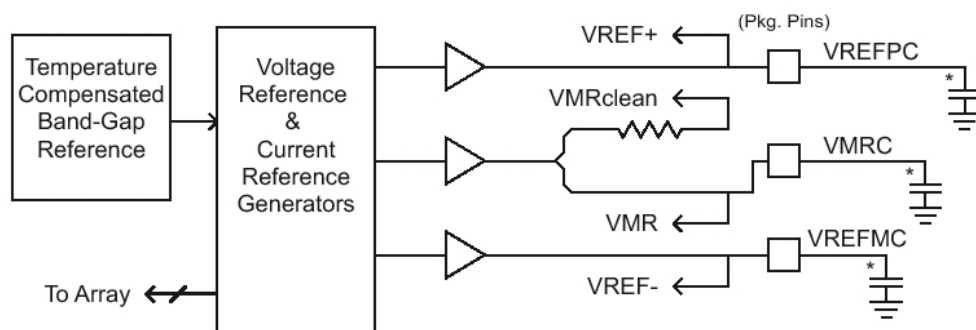 Temperature
Compensated
Band-Gap
Reference
Voltage
Reference
&
Current
Reference
Generators
To Array
VREF+
(Pkg. Pins)
VREFPC
*
VMRclean
VMRC
*
VMR
VREFMC
*
VREF-